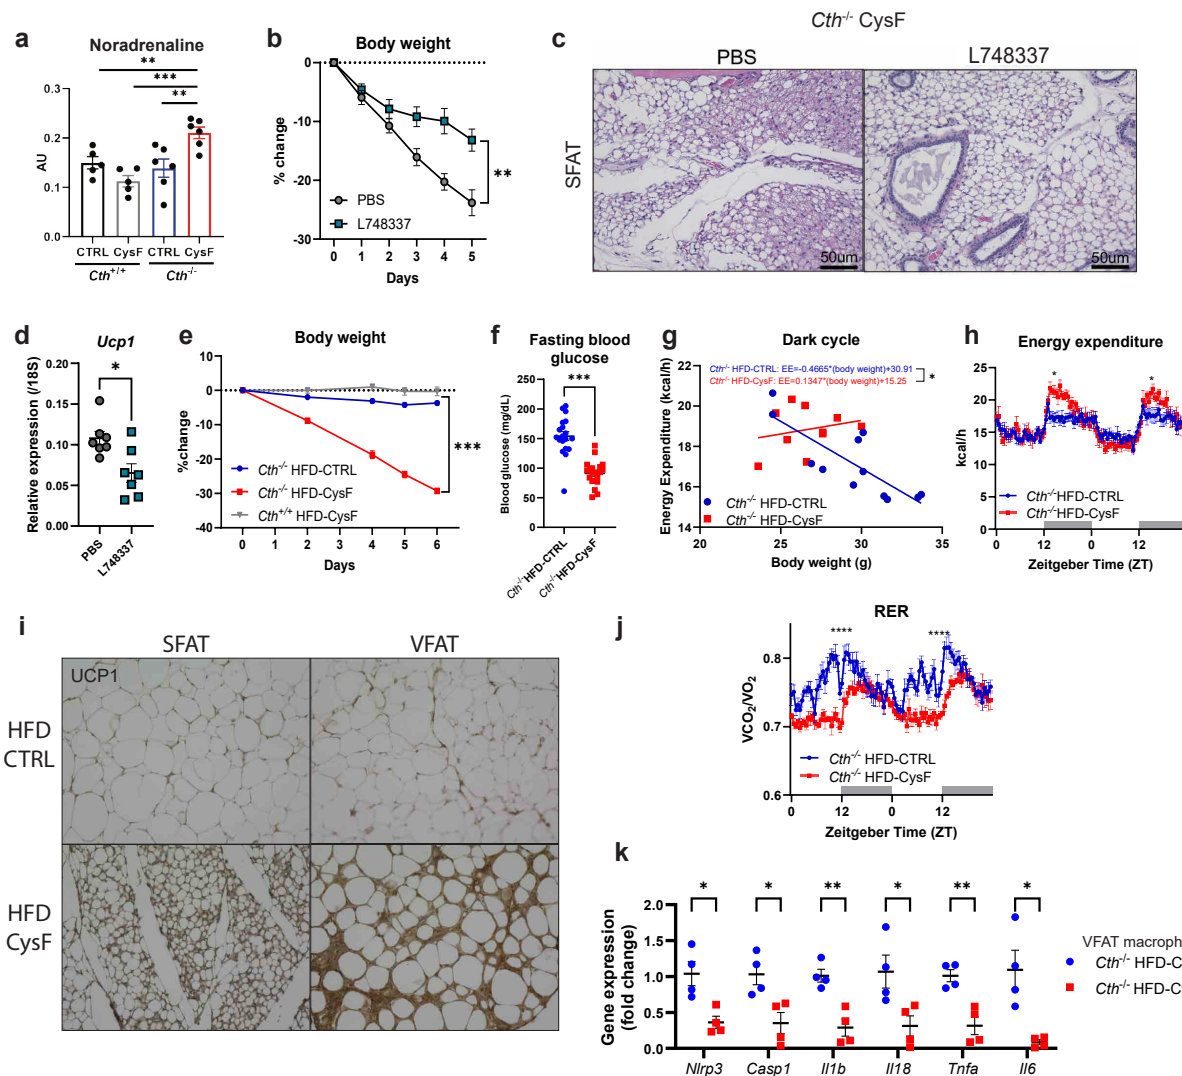 a
Noradrenaline
**
***
**
0.3
0.2
0.1
0.0
AU
CTRL CysF CTRL CysF
Cth+/+ Cth-/-
b
Body weight
0
-10
-20
-30
% change
**
PBS
L748337
0 1 2 3 4 5
Days
Cth-/- CysF
c
PBS L748337
SFAT
50um 50um
d
Ucp1
*
0.20
0.15
0.10
0.05
0.00
Relative expression (/18S)
PBS L748337
e
Body weight
10
0
-10
-20
-30
-40
%change
***
Cth-/- HFD-CTRL
Cth-/- HFD-CysF
Cth+/+ HFD-CysF
0 1 2 3 4 5 6
Days
f
Fasting blood
glucose
***
250
200
150
100
50
0
Blood glucose (mg/dL)
Cth-/-HFD-CTRL
Cth-/-HFD-CysF
g
Dark cycle
Cth-/- HFD-CTRL: EE=-0.4665*(body weight)+30.91
Cth-/- HFD-CysF: EE=0.1347*(body weight)+15.25
*
22
20
18
16
14
Energy Expenditure (kcal/h)
Cth-/- HFD-CTRL
Cth-/- HFD-CysF
20 25 30 35
Body weight (g)
h
Energy expenditure
* *
25
20
15
10
5
0
kcal/h
Cth-/-HFD-CTRL
Cth-/-HFD-CysF
0 12 0 12
Zeitgeber Time (ZT)
i
SFAT VFAT
UCP1
HFD
CTRL
HFD
CysF
j
RER
**** ****
0.8
0.7
0.6
VCO2/VO2
Cth-/- HFD-CTRL
Cth-/- HFD-CysF
0 12 0 12
Zeitgeber Time (ZT)
k
* * ** * ** *
2.0
1.5
1.0
0.5
0.0
Gene expression
(fold change)
VFAT macroph
Cth-/- HFD-C
Cth-/- HFD-C
Nlrp3 Casp1 Il1b Il18 Tnfa Il6